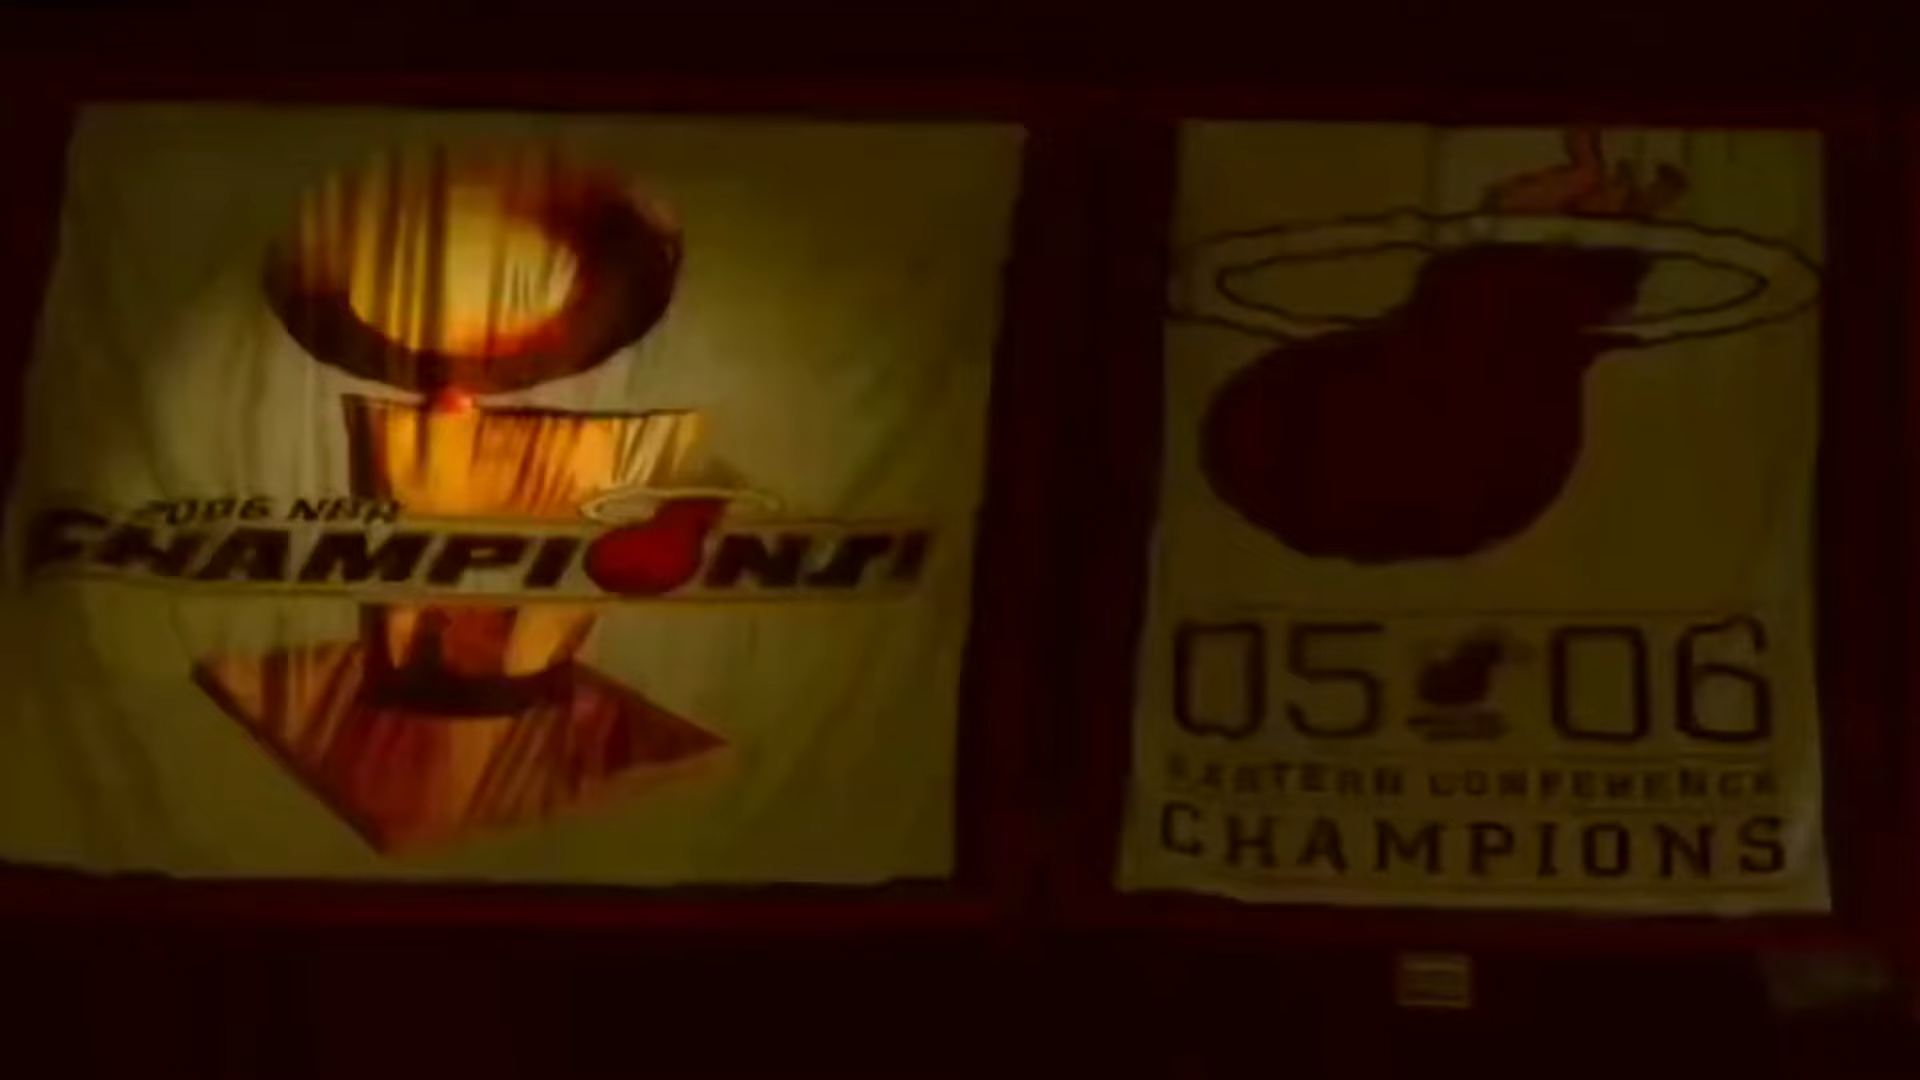 2006 NBA
CHAMPIONS!
05 06
EASTERN CONFERENCE
CHAMPIONS